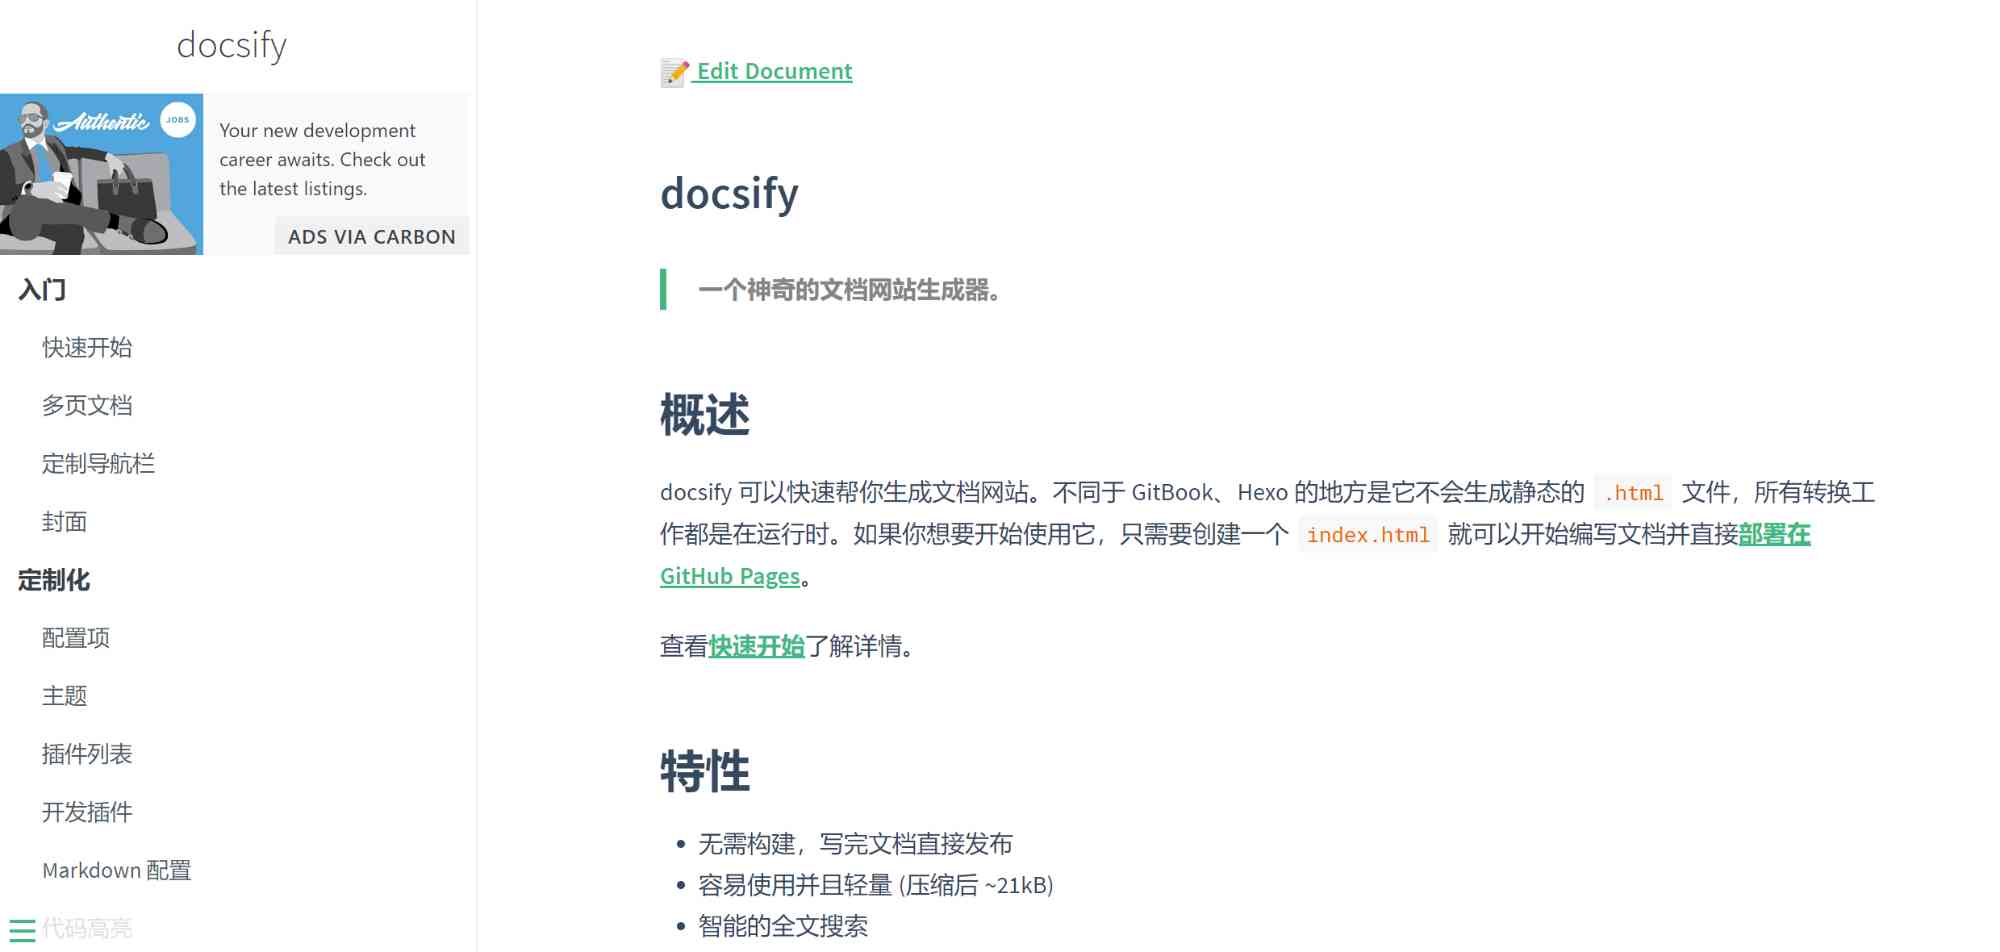 docsify
Authentic
JOBS
Your new development
career awaits. Check out
the latest listings.
ADS VIA CARBON
入门
快速开始
多页文档
定制导航栏
封面
定制化
配置项
主题
插件列表
开发插件
Markdown 配置
代码高亮
Edit Document
docsify
一个神奇的文档网站生成器。
概述
docsify 可以快速帮你生成文档网站。不同于 GitBook、Hexo 的地方是它不会生成静态的 .html 文件，所有转换工
作都是在运行时。如果你想要开始使用它，只需要创建一个 index.html 就可以开始编写文档并直接部署在
GitHub Pages。
查看快速开始了解详情。
特性
• 无需构建，写完文档直接发布
• 容易使用并且轻量 (压缩后 ~21kB)
• 智能的全文搜索